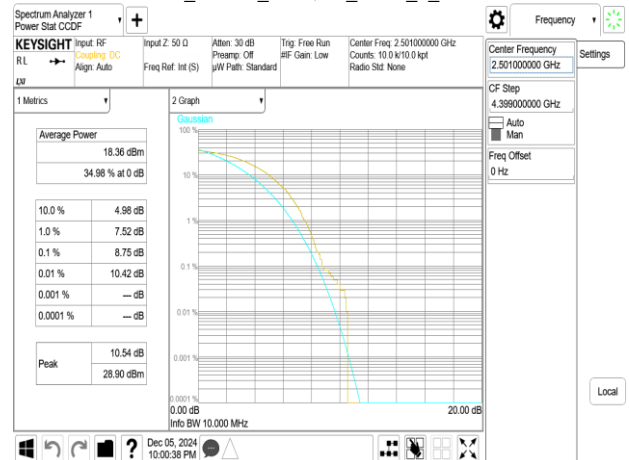 Spectrum Analyzer 1
Power Stat CCDF
Frequency
KEYSIGHT
RL
Input: RF
Coupling: DC
Align: Auto
Input Z: 50 Ω
Freq Ref: Int (S)
Atten: 30 dB
Preamp: Off
µW Path: Standard
Trig: Free Run
#IF Gain: Low
Center Freq: 2.501000000 GHz
Counts: 10.0 k/10.0 kpt
Radio Std: None
Center Frequency
2.501000000 GHz
Settings
CF Step
4.399000000 GHz
Auto
Man
Freq Offset
0 Hz
Local
1 Metrics
Average Power
18.36 dBm
34.98 % at 0 dB
10.0 % 4.98 dB
1.0 % 7.52 dB
0.1 % 8.75 dB
0.01 % 10.42 dB
0.001 % --- dB
0.0001 % --- dB
Peak 10.54 dB
28.90 dBm
2 Graph
Gaussian
100 %
10 %
1 %
0.1 %
0.01 %
0.001 %
0.0001 %
0.00 dB 20.00 dB
Info BW 10.000 MHz
Dec 05, 2024
10:00:38 PM